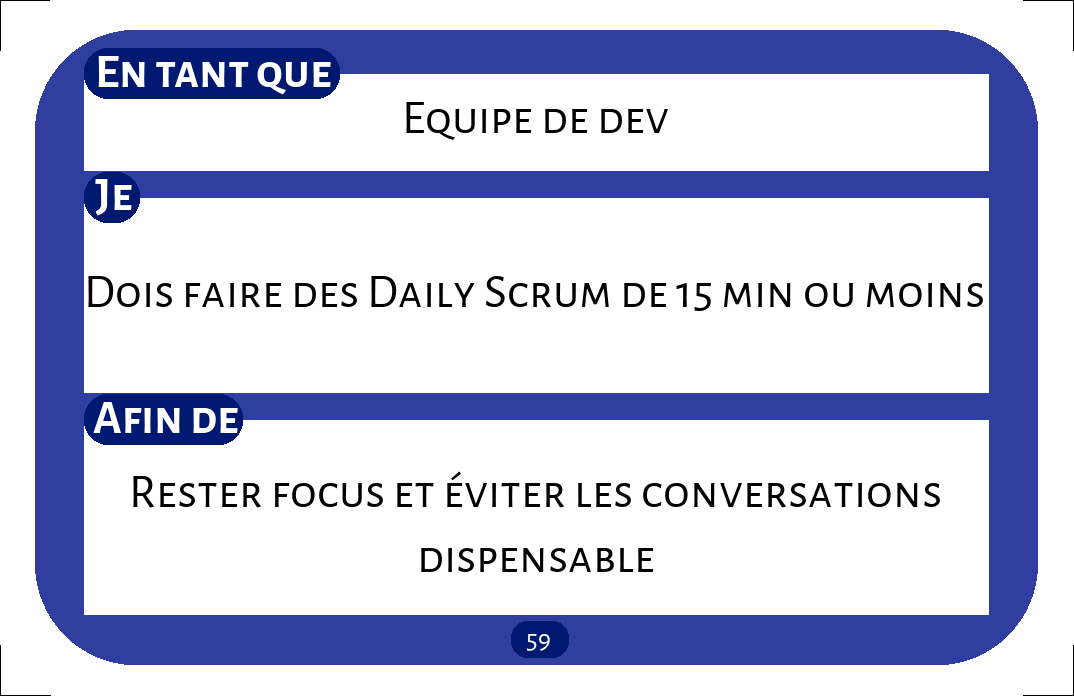 En tant que
Equipe de dev
Je
Dois faire des Daily Scrum de 15 min ou moins
Afin de
Rester focus et éviter les conversations
dispensable
59